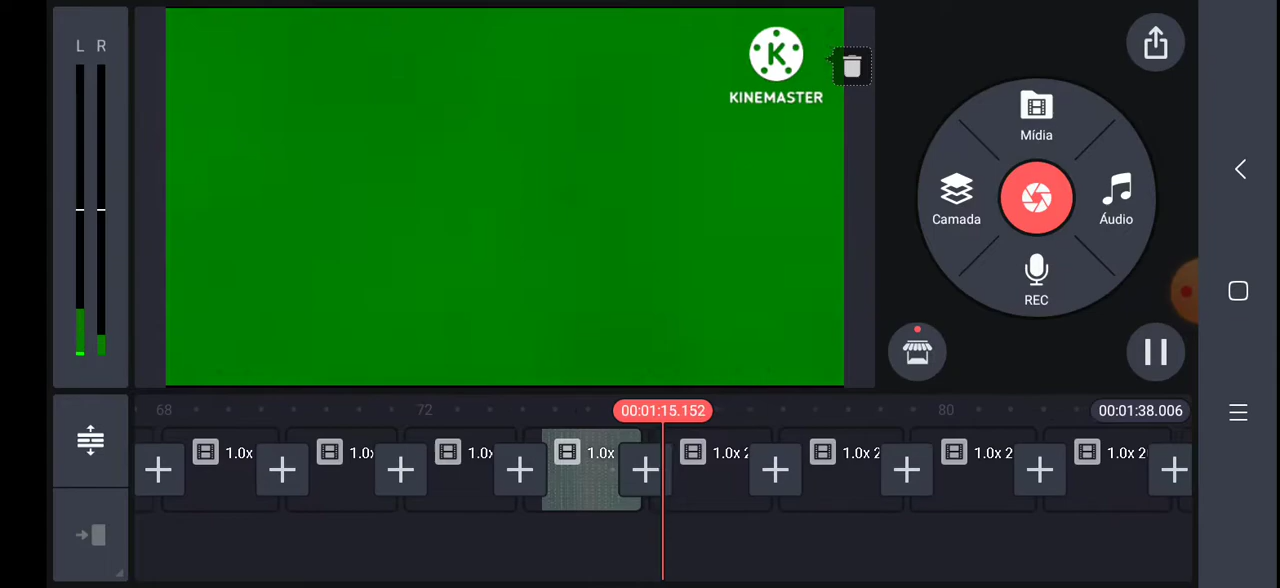 L R
KINEMASTER
Mídia
Camada
Áudio
REC
68
72
00:01:15.152
80
00:01:38.006
1.0x
1.0x
1.0x
1.0x
1.0x 2
1.0x 2
1.0x 2
1.0x 2